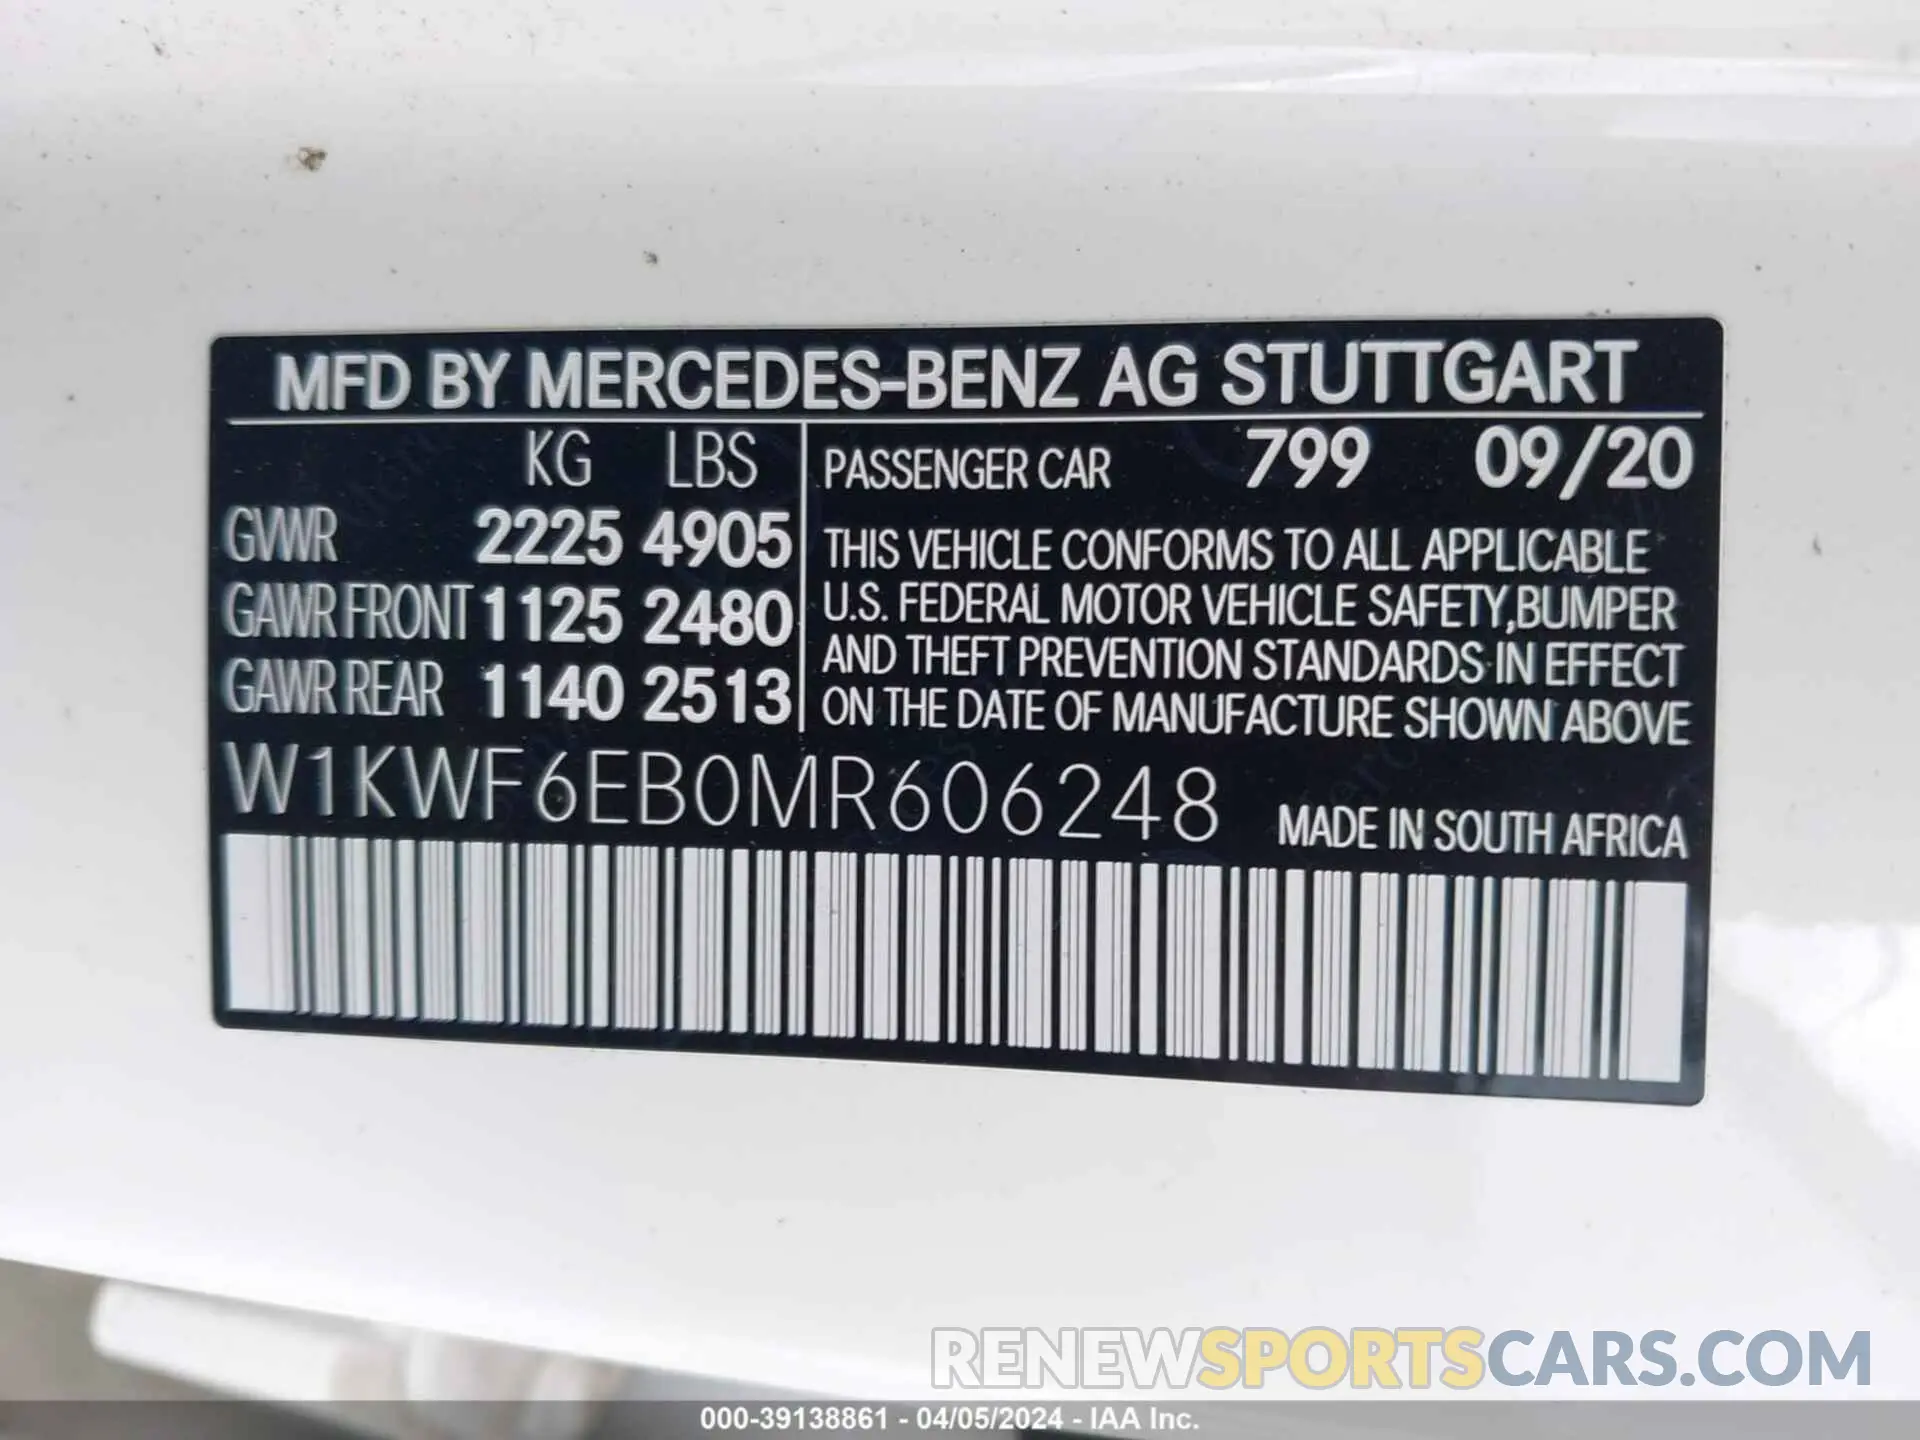 MFD BY MERCEDES-BENZ AG STUTTGART
KG LBS
GVWR 2225 4905
GAWR FRONT 1125 2480
GAWR REAR 1140 2513
PASSENGER CAR 799 09/20
THIS VEHICLE CONFORMS TO ALL APPLICABLE
U.S. FEDERAL MOTOR VEHICLE SAFETY,BUMPER
AND THEFT PREVENTION STANDARDS IN EFFECT
ON THE DATE OF MANUFACTURE SHOWN ABOVE
W1KWF6EB0MR606248 MADE IN SOUTH AFRICA
RENEWSPORTSCARS.COM
000-39138861 - 04/05/2024 - IAA Inc.